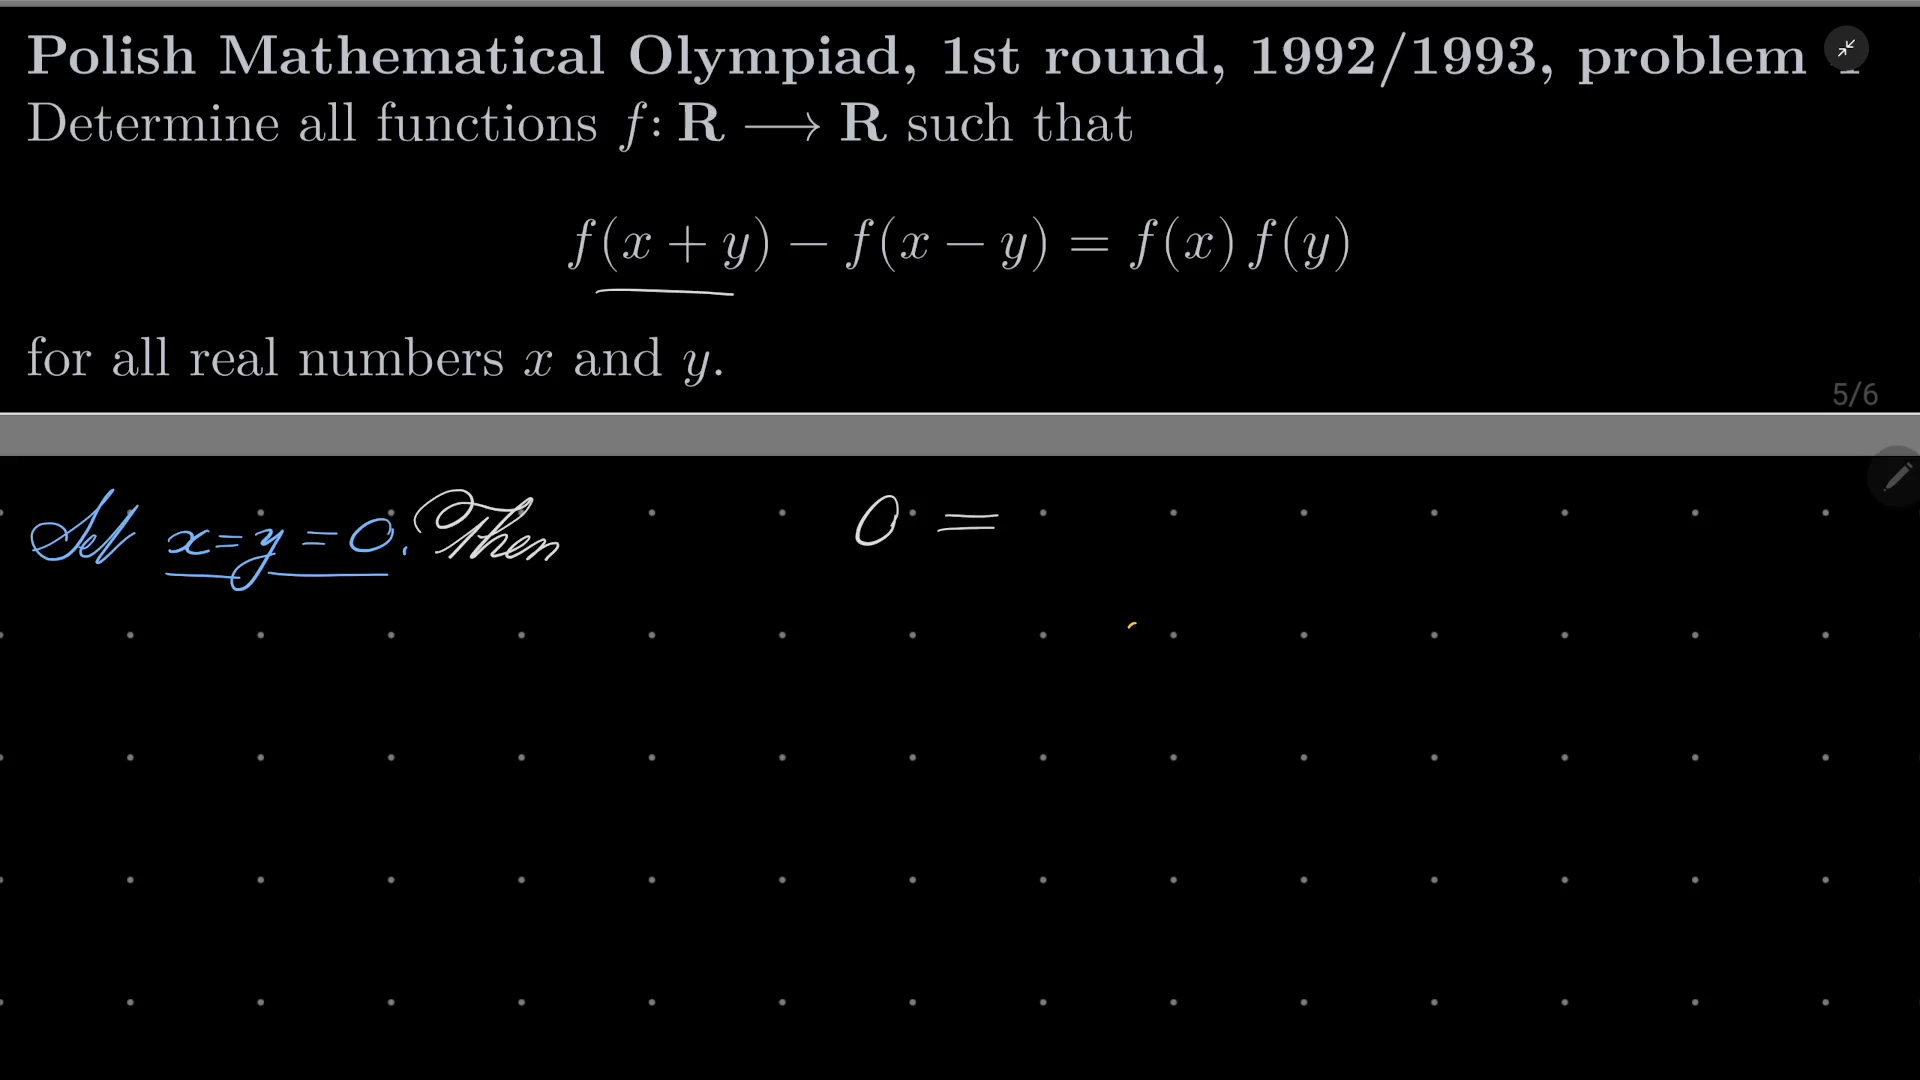 Polish Mathematical Olympiad, 1st round, 1992/1993, problem
Determine all functions f: R ⟶ R such that
f(x + y) − f(x − y) = f(x) f(y)
for all real numbers x and y.
5/6
Set x=y=0. Then 0 =